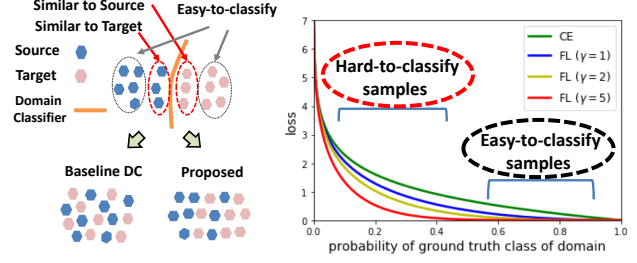 Similar to Source
Similar to Target
Easy-to-classify
Source
Target
Domain
Classifier
Baseline DC
Proposed
7
6
5
4
3
2
1
0
loss
0.0
0.2
0.4
0.6
0.8
1.0
probability of ground truth class of domain
CE
FL (γ = 1)
FL (γ = 2)
FL (γ = 5)
Hard-to-classify
samples
Easy-to-classify
samples